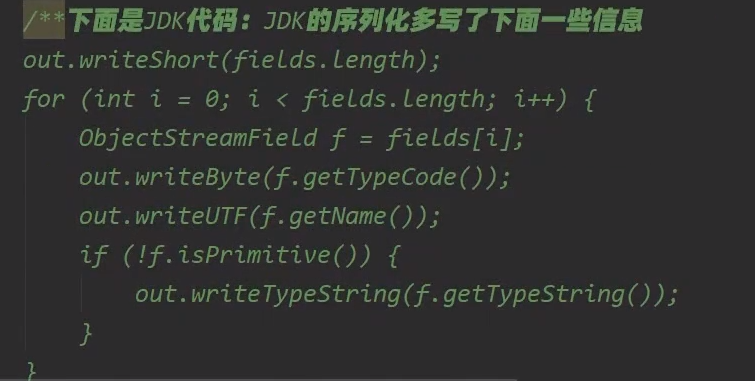 /**下面是JDK代码：JDK的序列化多写了下面一些信息
out.writeShort(fields.length);
for (int i = 0; i < fields.length; i++) {
ObjectStreamField f = fields[i];
out.writeByte(f.getTypeCode());
out.writeUTF(f.getName());
if (!f.isPrimitive()) {
out.writeTypeString(f.getTypeString());
}
}